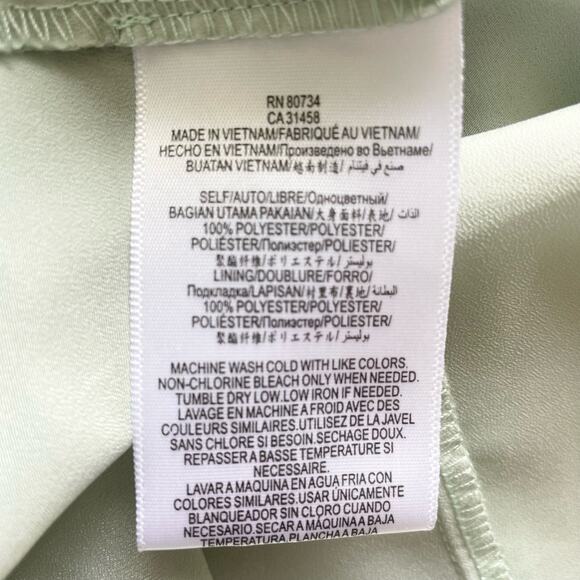 RN 80734
CA 31458
MADE IN VIETNAM/FABRIQUÉ AU VIETNAM/
HECHO EN VIETNAM/Произведено во Вьетнаме/
BUATAN VIETNAM/越南制造/ صنع في فيتنام/
SELF/AUTO/LIBRE/Одноцветный/
BAGIAN UTAMA PAKAIAN/大身面料/表地/ الذات
100% POLYESTER/POLYESTER/
POLIÉSTER/Полиэстер/POLIESTER/
聚酯纤维/ポリエステル/بوليستر/
LINING/DOUBLURE/FORRO/
Подкладка/LAPISAN/村里布/裏地/البطانة/
100% POLYESTER/POLYESTER/
POLIÉSTER/Полиэстер/POLIESTER/
聚酯纤维/ポリエステル/بوليستر/
MACHINE WASH COLD WITH LIKE COLORS.
NON-CHLORINE BLEACH ONLY WHEN NEEDED.
TUMBLE DRY LOW.LOW IRON IF NEEDED.
LAVAGE EN MACHINE A FROID AVEC DES
COULEURS SIMILAIRES.UTILISEZ DE LA JAVEL
SANS CHLORE SI BESOIN.SECHAGE DOUX.
REPASSER A BASSE TEMPERATURE SI
NECESSAIRE.
LAVAR A MAQUINA EN AGUA FRIA CON
COLORES SIMILARES.USAR ÚNICAMENTE
BLANQUEADOR SIN CLORO CUANDO
NECESARIO.SECAR A MÁQUINA A BAJA
TEMPERATURA.PLANCHA A BAJA